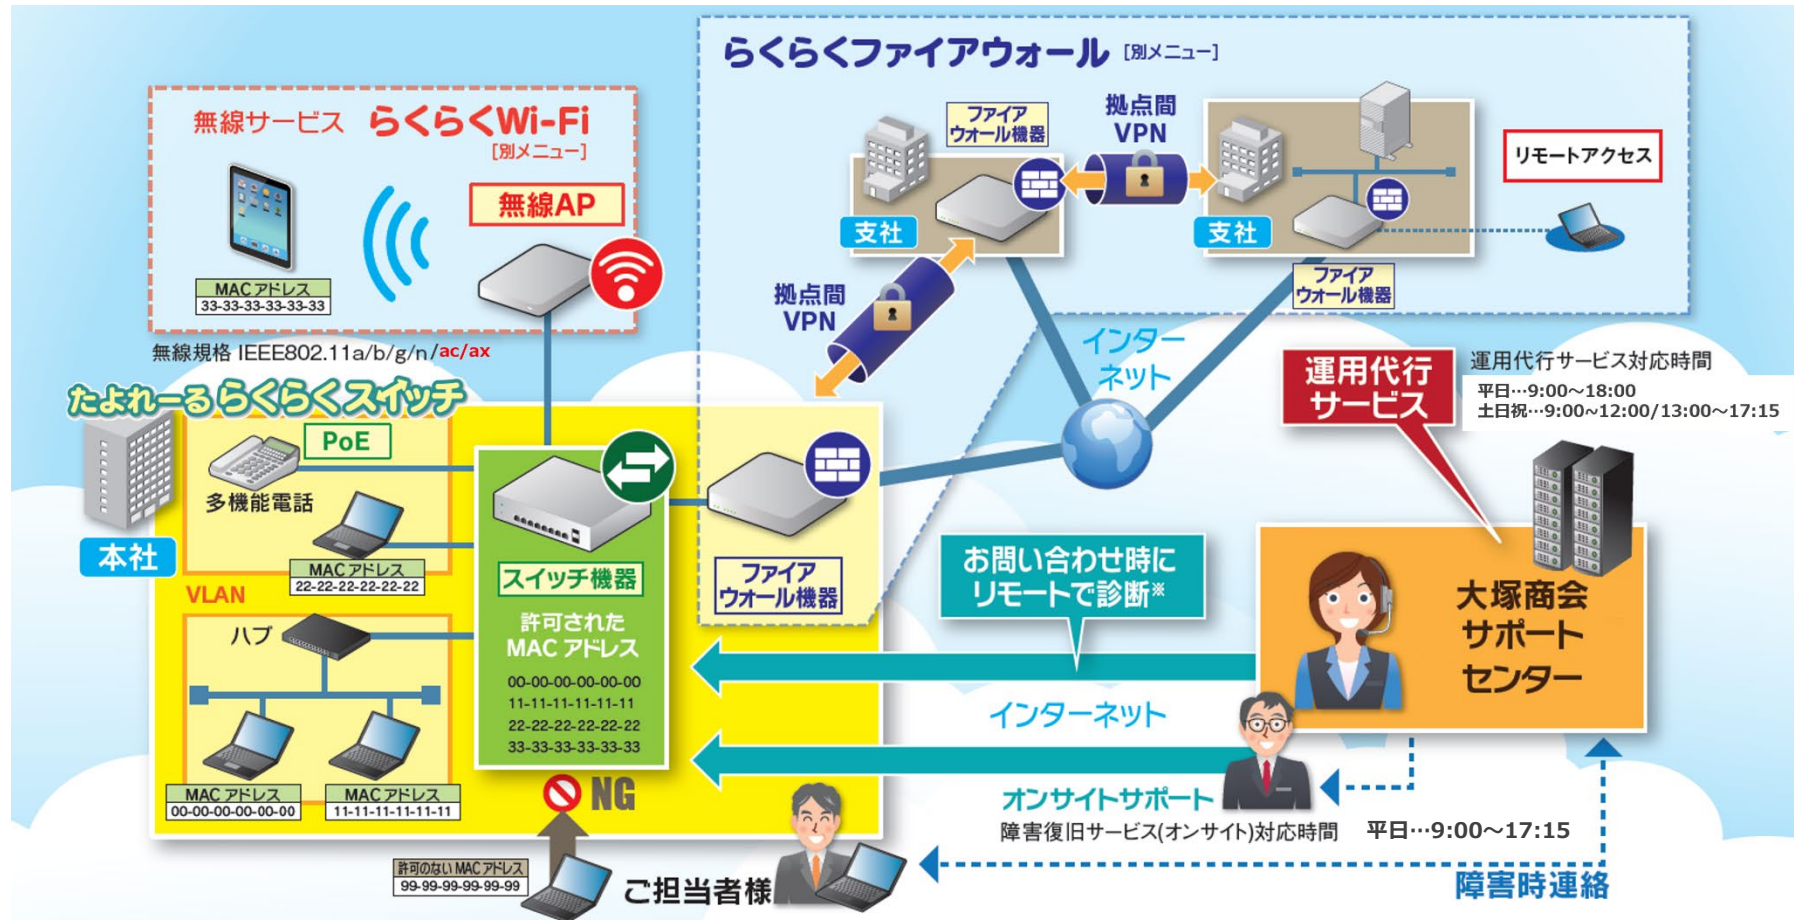 らくらくファイアウォール [別メニュー]
無線サービス らくらくWi-Fi
[別メニュー]
無線AP
MACアドレス
33-33-33-33-33-33
無線規格 IEEE802.11a/b/g/n/ac/ax
ファイア
ウォール機器
拠点間
VPN
支社
支社
リモートアクセス
ファイア
ウォール機器
拠点間
VPN
インター
ネット
たよれーる らくらくスイッチ
本社
PoE
多機能電話
MACアドレス
22-22-22-22-22-22
VLAN
ハブ
MACアドレス
00-00-00-00-00-00
MACアドレス
11-11-11-11-11-11
スイッチ機器
許可された
MACアドレス
00-00-00-00-00-00
11-11-11-11-11-11
22-22-22-22-22-22
33-33-33-33-33-33
ファイア
ウォール機器
NG
許可のないMACアドレス
99-99-99-99-99-99
ご担当者様
運用代行
サービス
運用代行サービス対応時間
平日…9:00～18:00
土日祝…9:00~12:00/13:00～17:15
お問い合わせ時に
リモートで診断※
大塚商会
サポート
センター
インターネット
オンサイトサポート
障害復旧サービス(オンサイト)対応時間 平日…9:00～17:15
障害時連絡